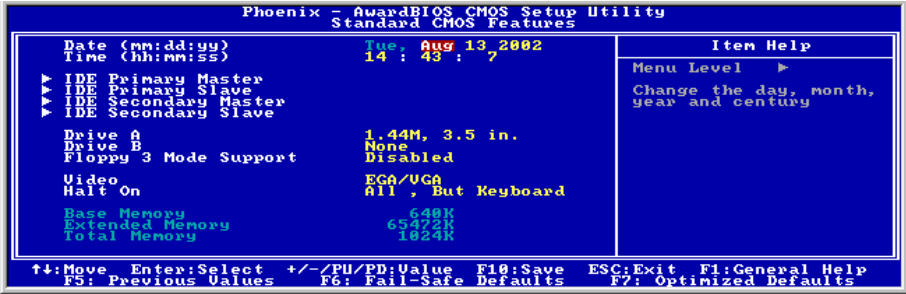 Phoenix - AwardBIOS CMOS Setup Utility
Standard CMOS Features
Date (mm:dd:yy) Tue, Aug 13 2002
Time (hh:mm:ss) 14 : 43 : 7
► IDE Primary Master
► IDE Primary Slave
► IDE Secondary Master
► IDE Secondary Slave
Drive A 1.44M, 3.5 in.
Drive B None
Floppy 3 Mode Support Disabled
Video EGA/VGA
Halt On All , But Keyboard
Base Memory 640K
Extended Memory 65472K
Total Memory 1024K
Item Help
Menu Level ►
Change the day, month,
year and century
↑↓:Move Enter:Select +/-/PU/PD:Value F10:Save ESC:Exit F1:General Help
F5: Previous Values F6: Fail-Safe Defaults F7: Optimized Defaults